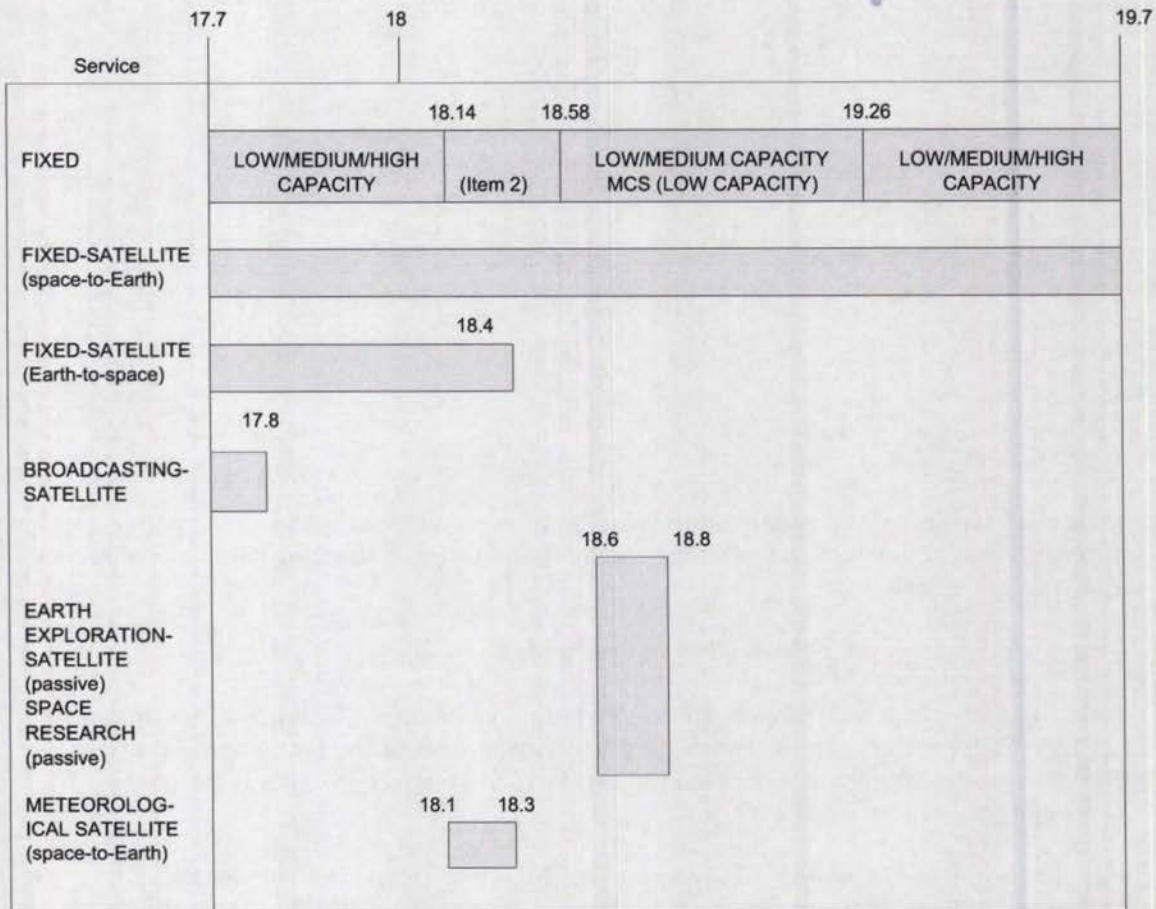 17.7 18 19.7
Service
18.14 18.58 19.26
FIXED
LOW/MEDIUM/HIGH
CAPACITY
(Item 2)
LOW/MEDIUM CAPACITY
MCS (LOW CAPACITY)
LOW/MEDIUM/HIGH
CAPACITY
FIXED-SATELLITE
(space-to-Earth)
18.4
FIXED-SATELLITE
(Earth-to-space)
17.8
BROADCASTING-
SATELLITE
18.6 18.8
EARTH
EXPLORATION-
SATELLITE
(passive)
SPACE
RESEARCH
(passive)
18.1 18.3
METEOROLOG-
ICAL SATELLITE
(space-to-Earth)